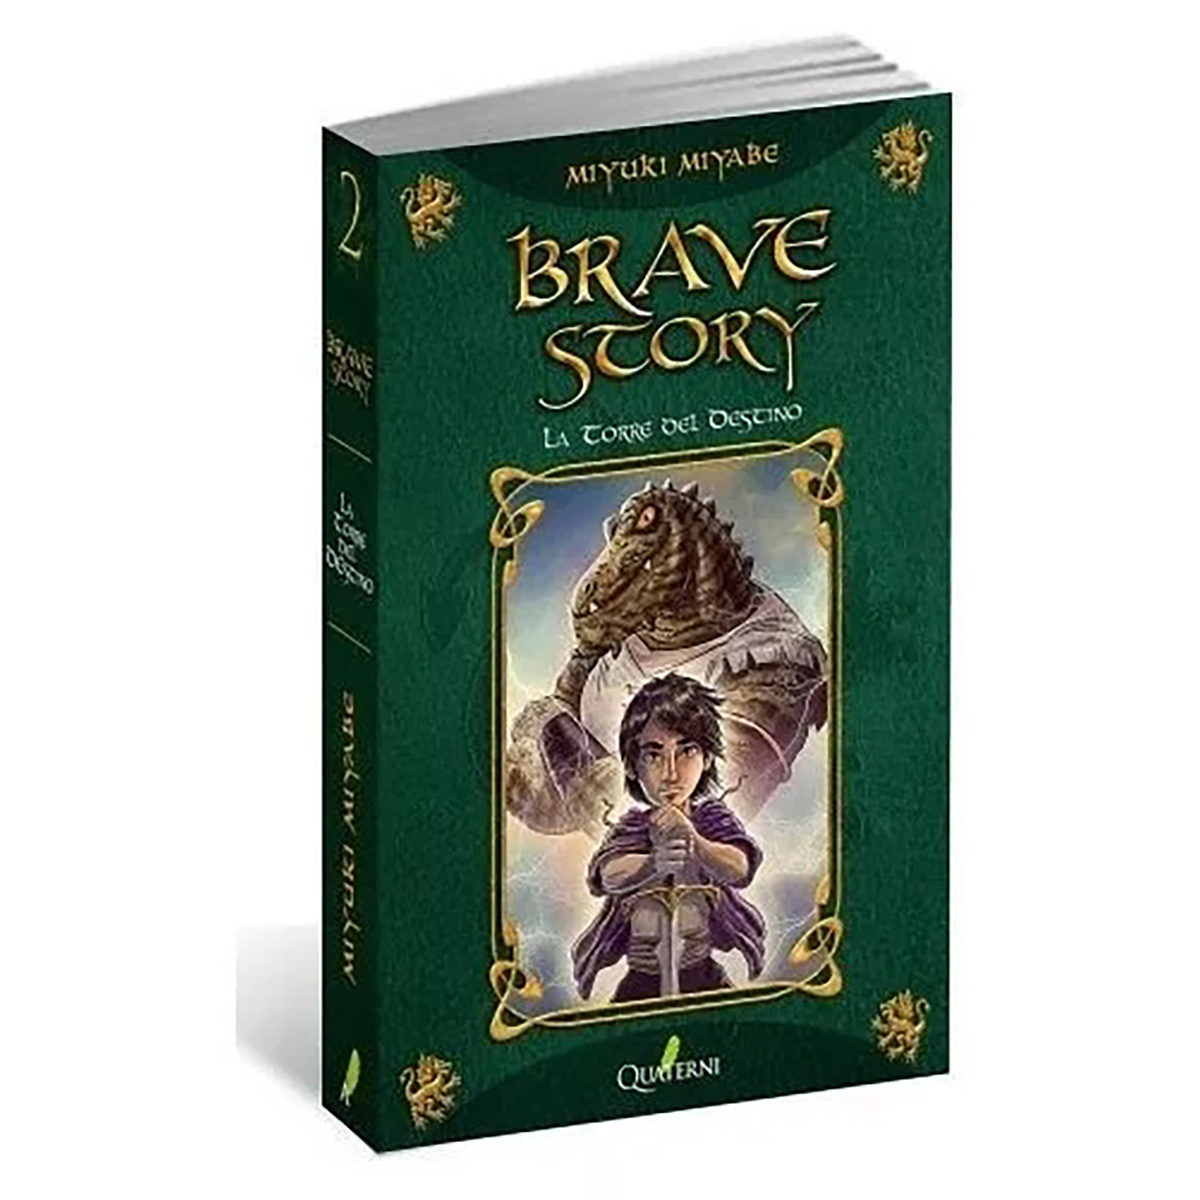 MIYUKI MIYABE
BRAVE
STORY
LA TORRE DEL DESTINO
QUATERNI
2
BRAVE
STORY
LA
TORRE
DEL
DESTINO
MIYUKI MIYABE